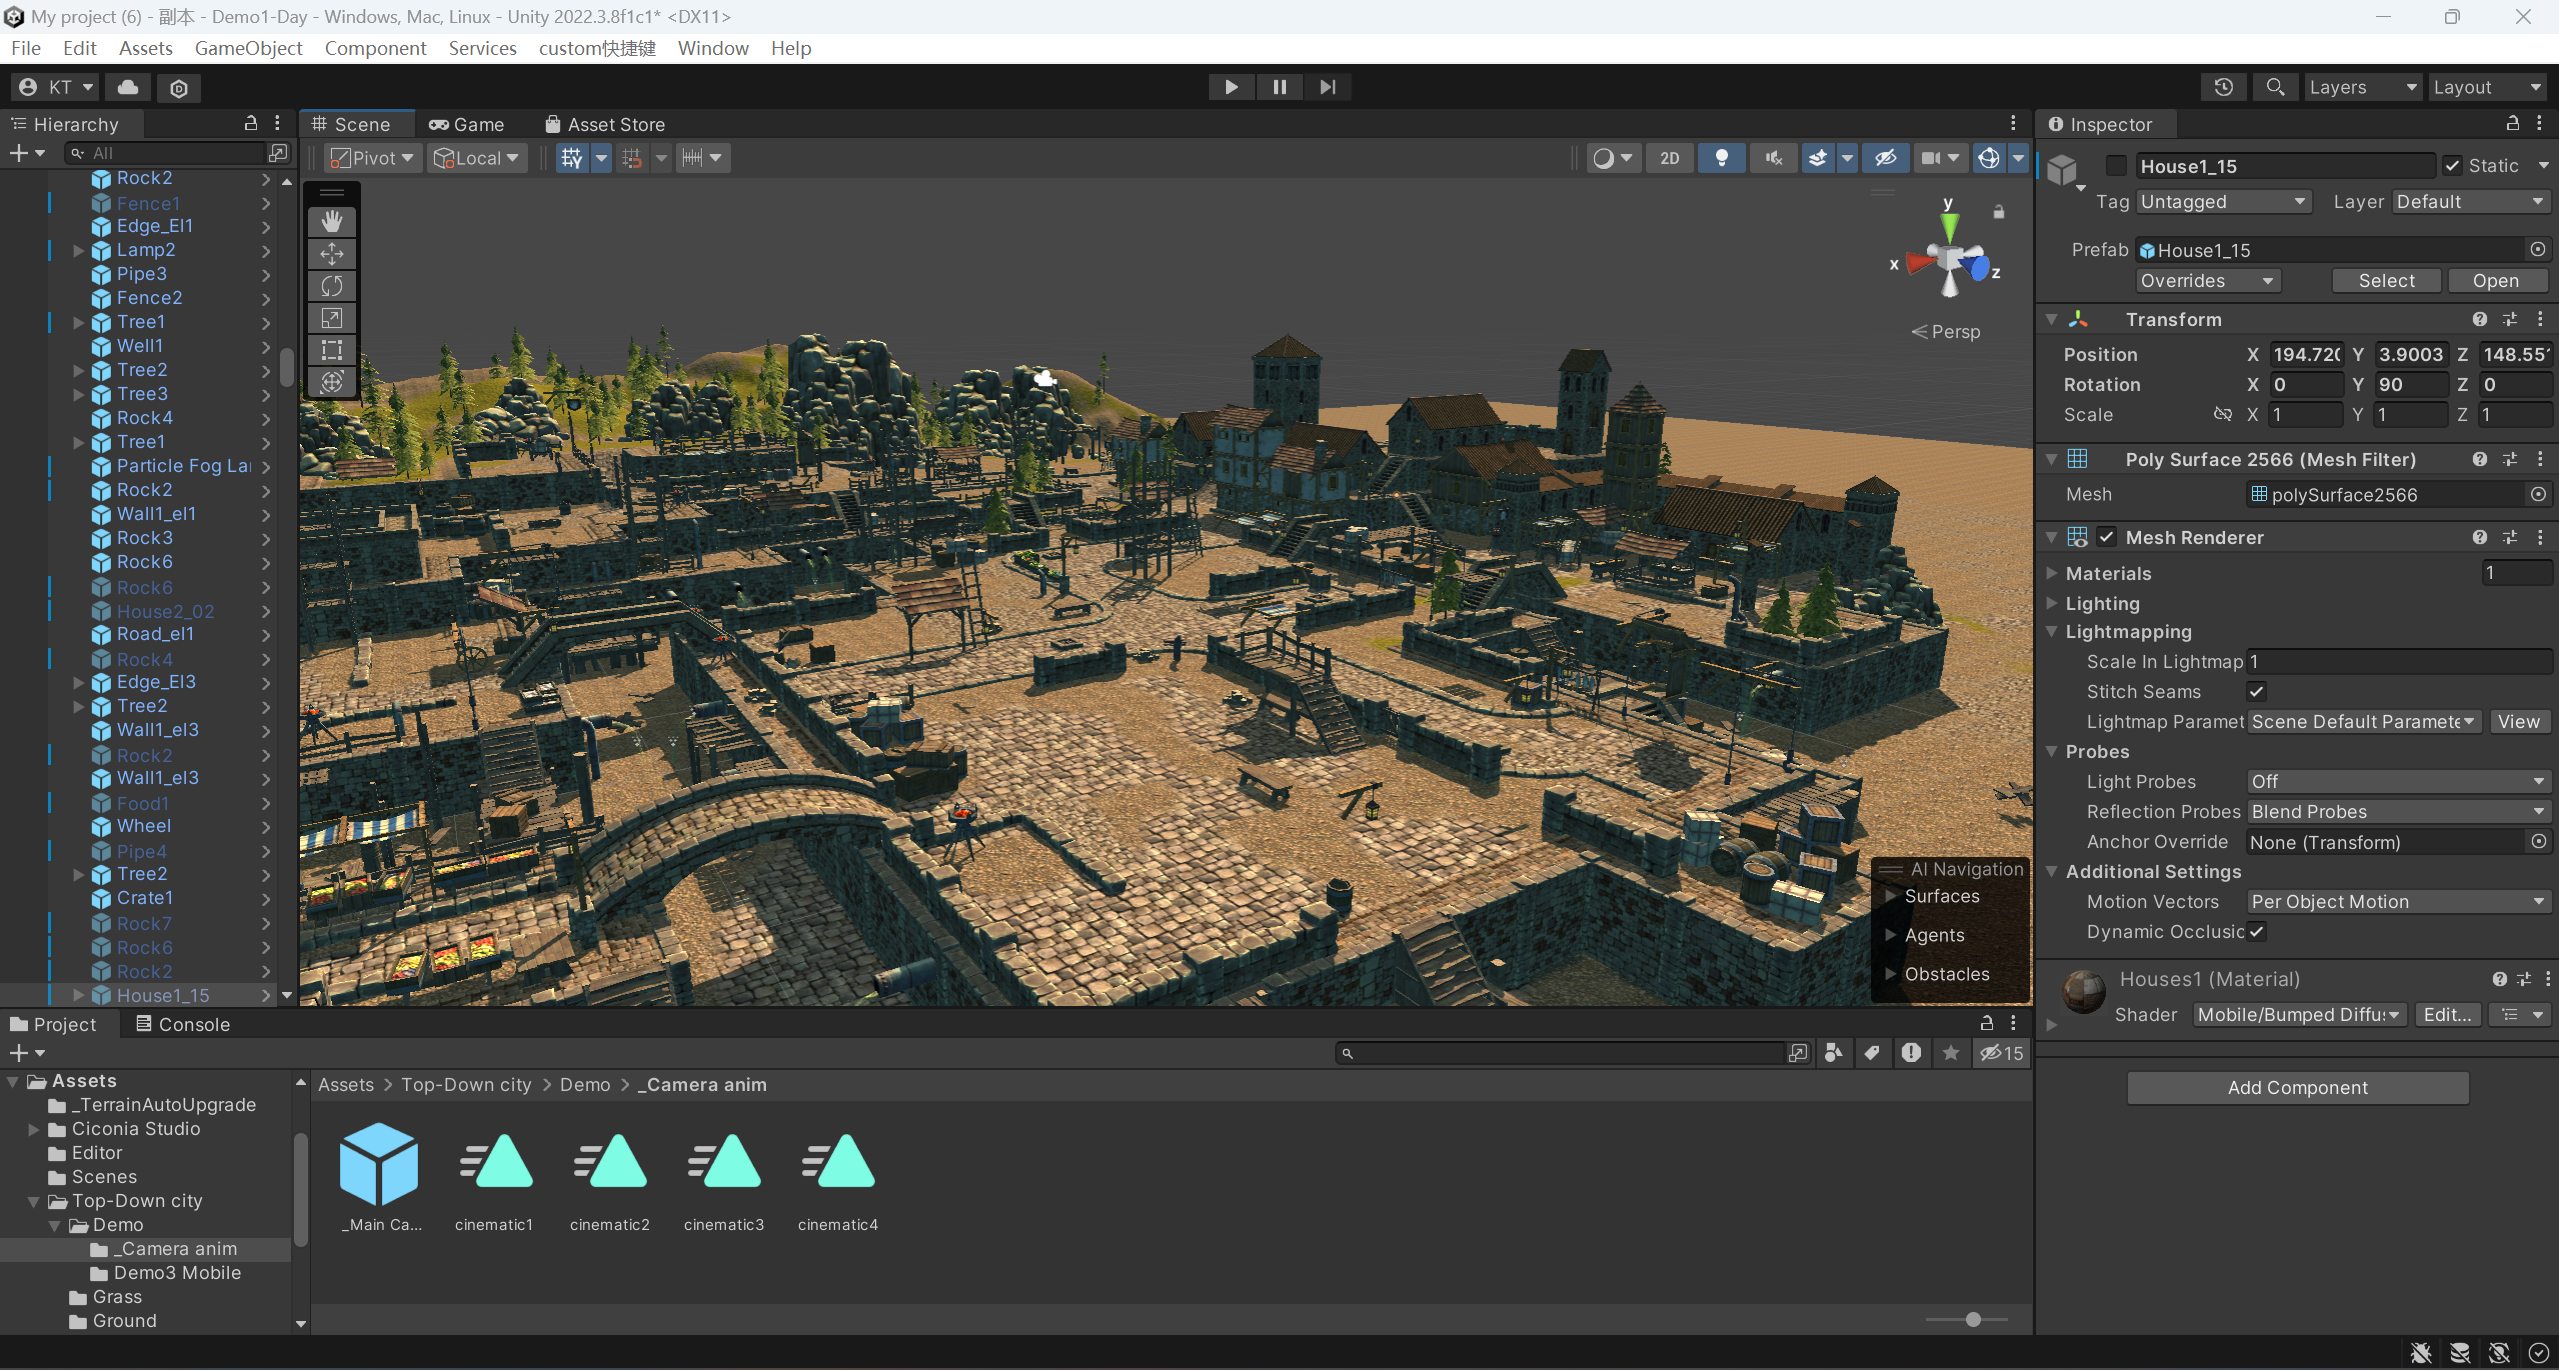 My project (6) - 副本 - Demo1-Day - Windows, Mac, Linux - Unity 2022.3.8f1c1* <DX11>
File Edit Assets GameObject Component Services custom快捷键 Window Help
KT
Layers
Layout
Hierarchy
All
Rock2
Fence1
Edge_El1
Lamp2
Pipe3
Fence2
Tree1
Well1
Tree2
Tree3
Rock4
Tree1
Particle Fog Lar
Rock2
Wall1_el1
Rock3
Rock6
Rock6
House2_02
Road_el1
Rock4
Edge_El3
Tree2
Wall1_el3
Rock2
Wall1_el3
Food1
Wheel
Pipe4
Tree2
Crate1
Rock7
Rock6
Rock2
House1_15
Scene
Game
Asset Store
Pivot
Local
2D
y
x
z
Persp
AI Navigation
Surfaces
Agents
Obstacles
Inspector
House1_15
Static
Tag Untagged
Layer Default
Prefab House1_15
Overrides
Select
Open
Transform
Position X 194.720 Y 3.9003 Z 148.55
Rotation X 0 Y 90 Z 0
Scale X 1 Y 1 Z 1
Poly Surface 2566 (Mesh Filter)
Mesh polySurface2566
Mesh Renderer
Materials 1
Lighting
Lightmapping
Scale In Lightmap 1
Stitch Seams
Lightmap Paramet Scene Default Paramete View
Probes
Light Probes Off
Reflection Probes Blend Probes
Anchor Override None (Transform)
Additional Settings
Motion Vectors Per Object Motion
Dynamic Occlusic
Houses1 (Material)
Shader Mobile/Bumped Diffus Edit...
Add Component
Project
Console
15
Assets
_TerrainAutoUpgrade
Ciconia Studio
Editor
Scenes
Top-Down city
Demo
_Camera anim
Demo3 Mobile
Grass
Ground
Assets > Top-Down city > Demo > _Camera anim
_Main Ca...
cinematic1
cinematic2
cinematic3
cinematic4